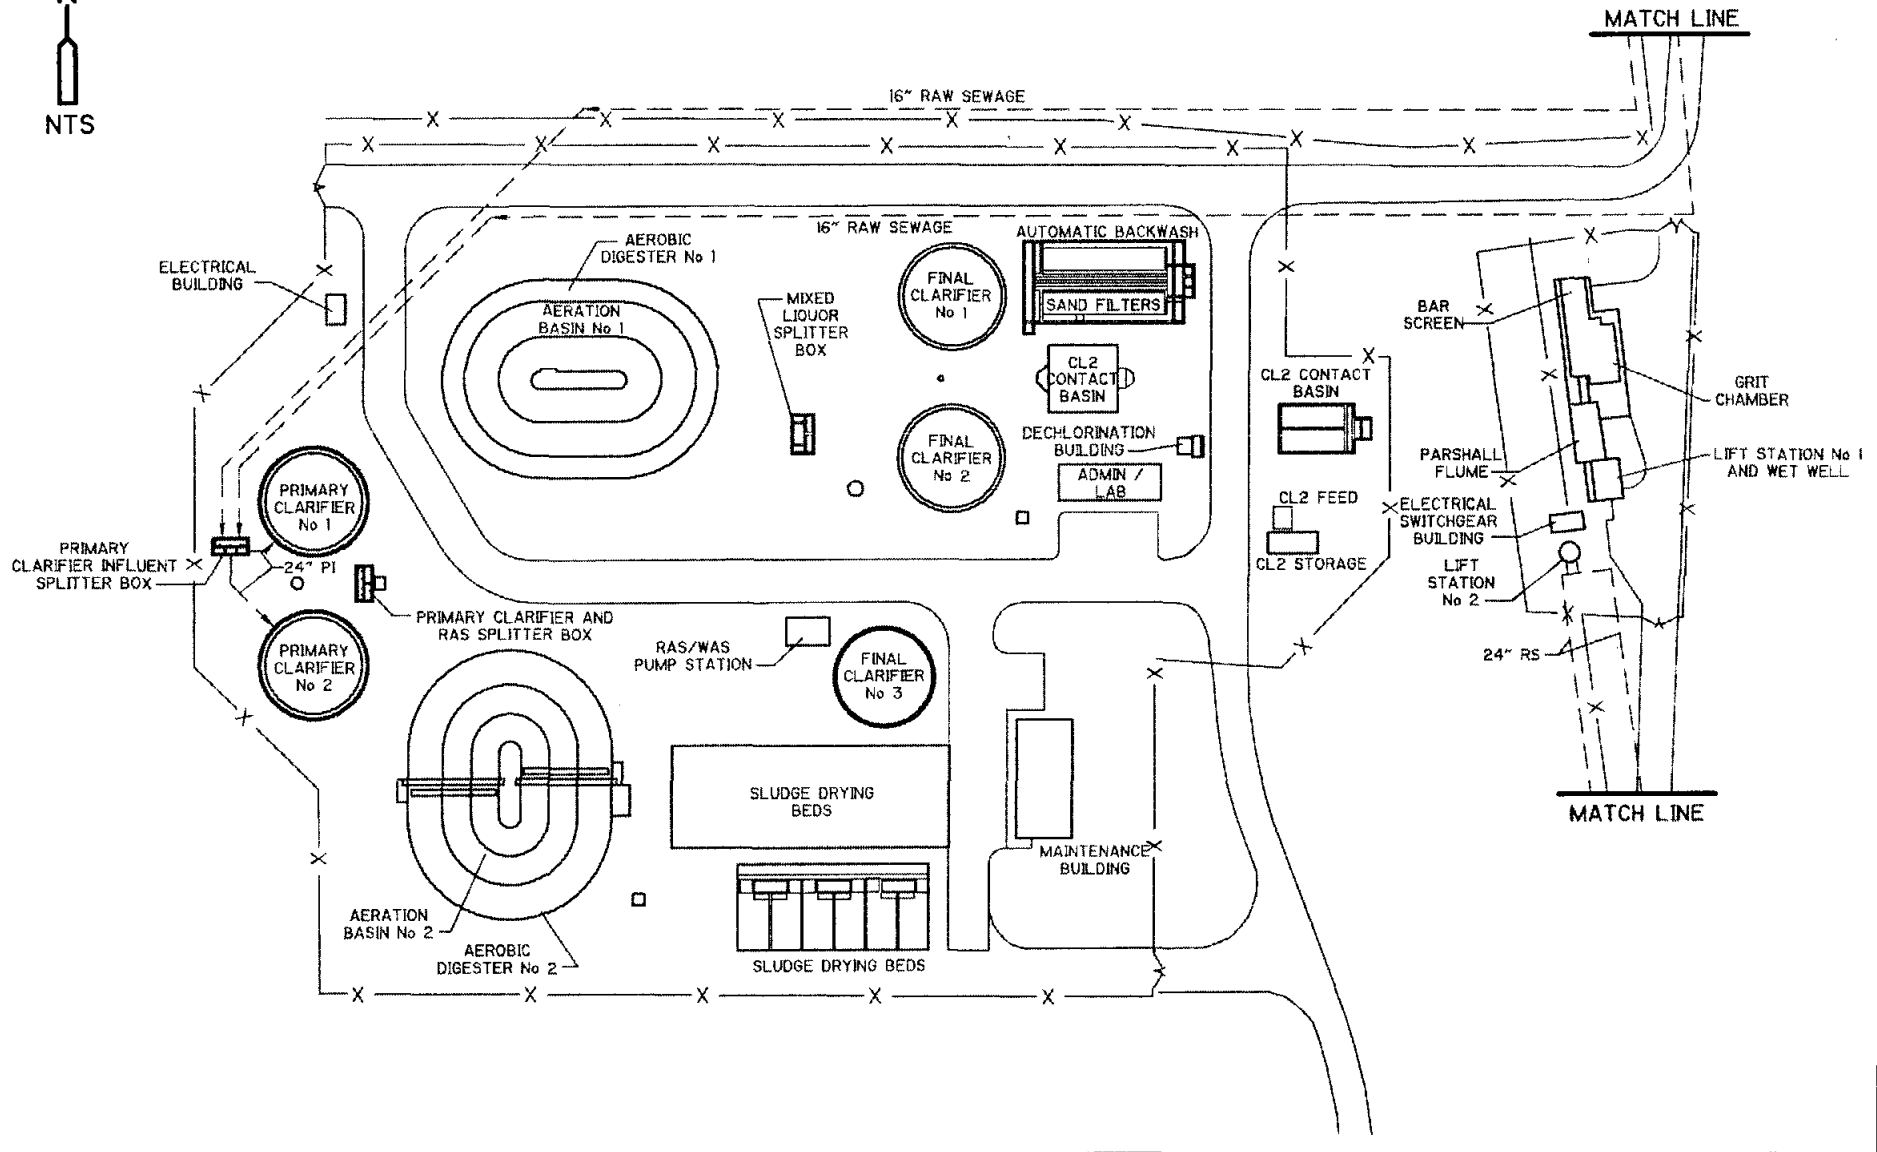 MATCH LINE
NTS
16" RAW SEWAGE
16" RAW SEWAGE
AUTOMATIC BACKWASH
SAND FILTERS
AEROBIC
DIGESTER No 1
ELECTRICAL
BUILDING
AERATION
BASIN No 1
MIXED
LIQUOR
SPLITTER
BOX
FINAL
CLARIFIER
No 1
CL2
CONTACT
BASIN
CL2 CONTACT
BASIN
BAR
SCREEN
GRIT
CHAMBER
FINAL
CLARIFIER
No 2
DECHLORINATION
BUILDING
ADMIN /
LAB
PARSHALL
FLUME
LIFT STATION No 1
AND WET WELL
PRIMARY
CLARIFIER
No 1
CL2 FEED
CL2 STORAGE
ELECTRICAL
SWITCHGEAR
BUILDING
PRIMARY
CLARIFIER INFLUENT
SPLITTER BOX
24" PI
LIFT
STATION
No 2
PRIMARY CLARIFIER AND
RAS SPLITTER BOX
PRIMARY
CLARIFIER
No 2
RAS/WAS
PUMP STATION
FINAL
CLARIFIER
No 3
24" RS
SLUDGE DRYING
BEDS
MATCH LINE
MAINTENANCE
BUILDING
AERATION
BASIN No 2
AEROBIC
DIGESTER No 2
SLUDGE DRYING BEDS